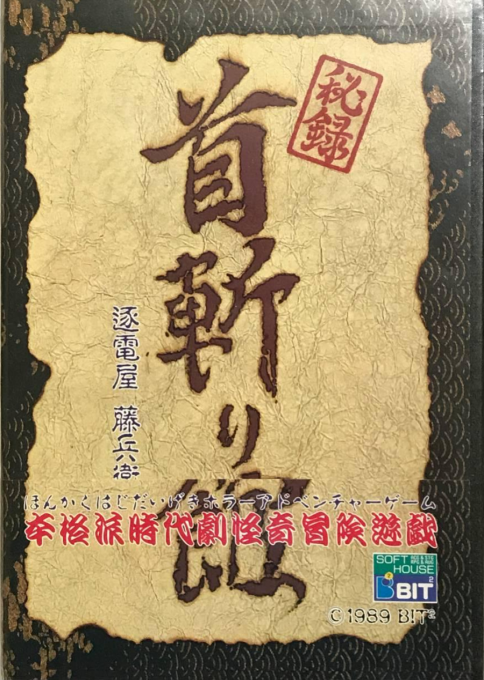 秘録
首斬り館
逐電屋 藤兵衛
ほんかくはじだいげきホラーアドベンチャーゲーム
本格派時代劇怪奇冒険遊戯
SOFT
HOUSE
BIT²
©1989 BIT²